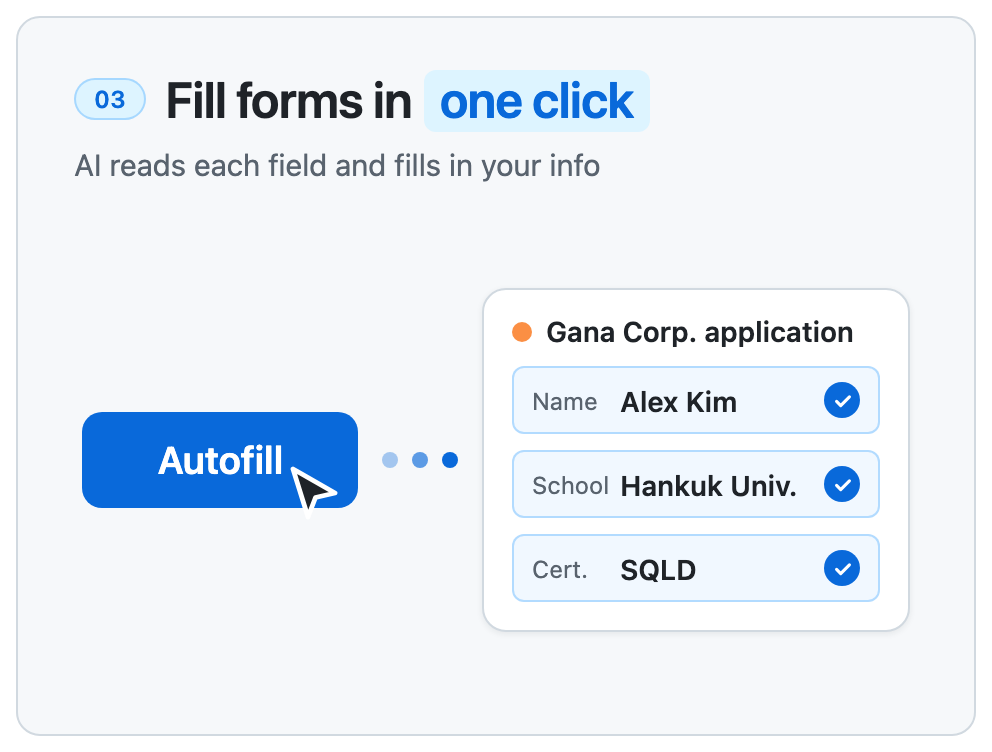 03 Fill forms in one click
AI reads each field and fills in your info
Autofill
Gana Corp. application
Name Alex Kim
School Hankuk Univ.
Cert. SQLD